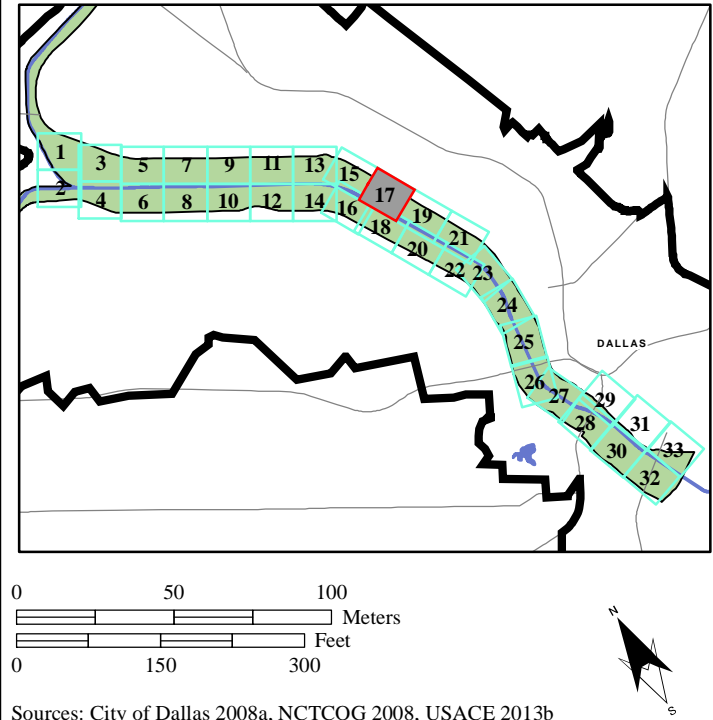 1 3 5 7 9 11 13 15 17 19 21
2 4 6 8 10 12 14 16 18 20 22 23
24
25
DALLAS
26 27 29
28 31
30 33
32
0 50 100
Meters
Feet
0 150 300
N
S
Sources: City of Dallas 2008a, NCTCOG 2008, USACE 2013b